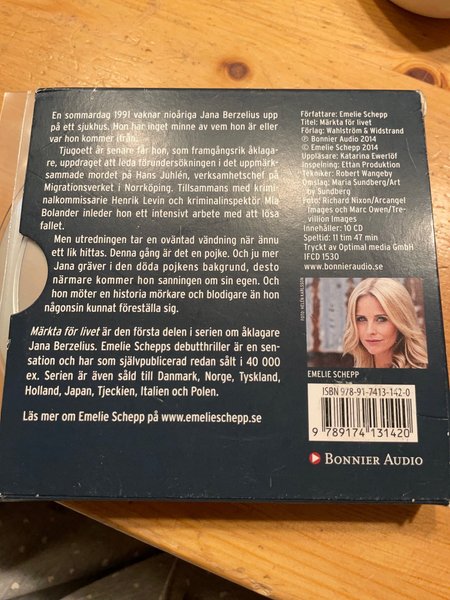 En sommardag 1991 vaknar nioåriga Jana Berzelius upp
på ett sjukhus. Hon har inget minne av vem hon är eller
var hon kommer ifrån.
Tjugoett år senare får hon, som framgångsrik åklaga-
re, uppdraget att leda förundersökningen i det uppmärk-
sammade mordet på Hans Juhlén, verksamhetschef på
Migrationsverket i Norrköping. Tillsammans med krimi-
nalkommissarie Henrik Levin och kriminalinspektör Mia
Bolander inleder hon ett intensivt arbete med att lösa
fallet.
Men utredningen tar en oväntad vändning när ännu
ett lik hittas. Denna gång är det en pojke. Och ju mer
Jana gräver i den döda pojkens bakgrund, desto
närmare kommer hon sanningen om sin egen. Och
hon möter en historia mörkare och blodigare än hon
någonsin kunnat föreställa sig.
Märkta för livet är den första delen i serien om åklagare
Jana Berzelius. Emelie Schepps debutthriller är en sen-
sation och har som självpublicerad redan sålt i 40 000
ex. Serien är även såld till Danmark, Norge, Tyskland,
Holland, Japan, Tjeckien, Italien och Polen.
Läs mer om Emelie Schepp på www.emelieschepp.se
Författare: Emelie Schepp
Titel: Märkta för livet
Förlag: Wahlström & Widstrand
℗ Bonnier Audio 2014
© Emelie Schepp 2014
Uppläsare: Katarina Ewerlöf
Inspelning: Ettan Produktion
Tekniker: Robert Wangeby
Omslag: Maria Sundberg/Art
by Sundberg
Foto: Richard Nixon/Arcangel
Images och Marc Owen/Tre-
villion Images
Innehåller: 10 CD
Speltid: 11 tim 47 min
Tryckt av Optimal media GmbH
IFCD 1530
www.bonnieraudio.se
FOTO: HELÉN KARLSSON
EMELIE SCHEPP
ISBN 978-91-7413-142-0
9 789174 131420
BONNIER AUDIO